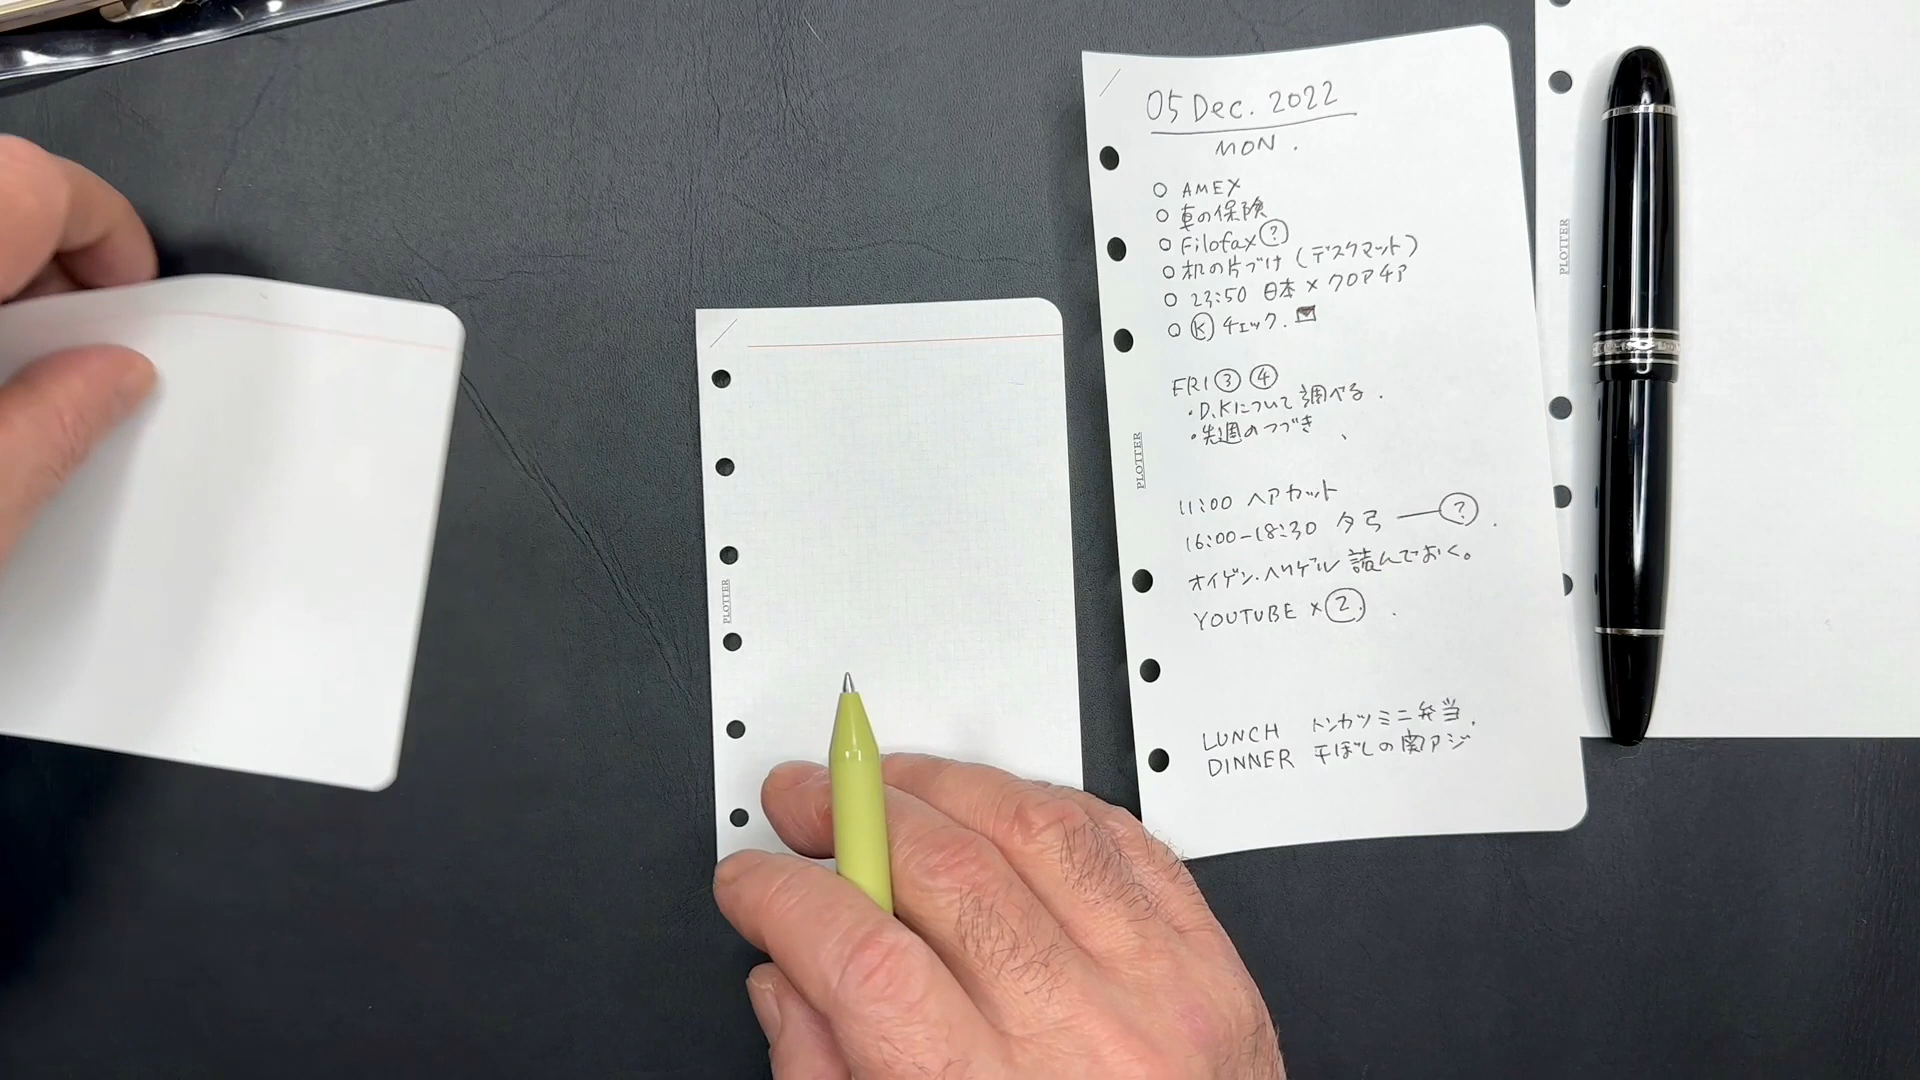 05 Dec. 2022
MON.
○ AMEX
○ 真の保険
○ Filofax ?
○ 机の片づけ (デスクマット)
○ 23:50 日本×クロアチア
○ Ⓚ チェック.
FRI ③ ④
・D.Kについて調べる.
・先週のつづき
11:00 ヘアカット
16:00-18:30 夕弓 — ?
オイゲン.ヘリゲル 読んでおく。
YOUTUBE × ②
LUNCH トンカツミニ弁当.
DINNER 干ぼしの関アジ
PLOTTER
PLOTTER
PLOTTER